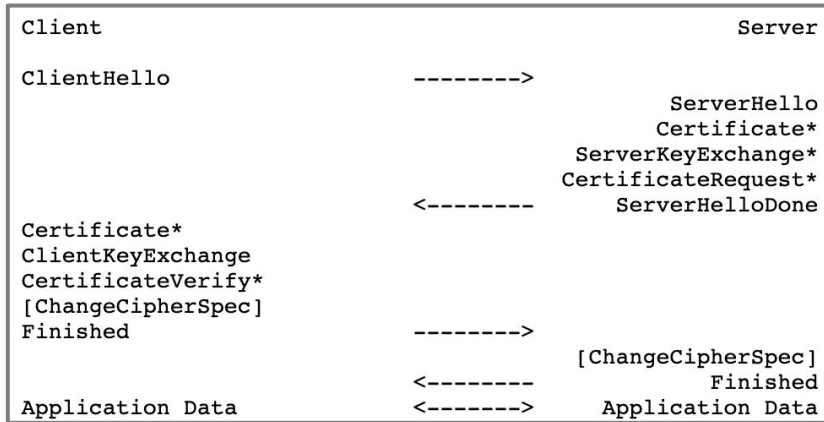 Client Server
ClientHello -------->
ServerHello
Certificate*
ServerKeyExchange*
CertificateRequest*
<-------- ServerHelloDone
Certificate*
ClientKeyExchange
CertificateVerify*
[ChangeCipherSpec]
Finished -------->
[ChangeCipherSpec]
<-------- Finished
Application Data <-------> Application Data